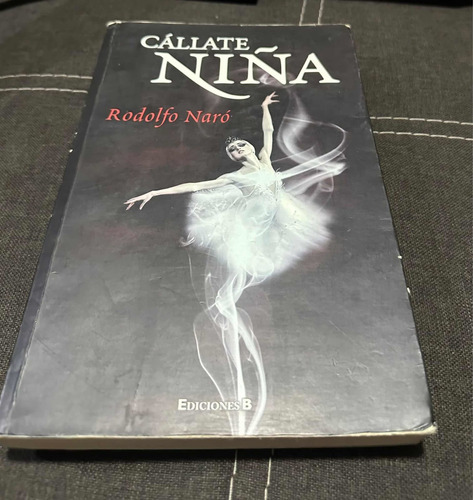 CÁLLATE
NIÑA
Rodolfo Naró
EDICIONES B